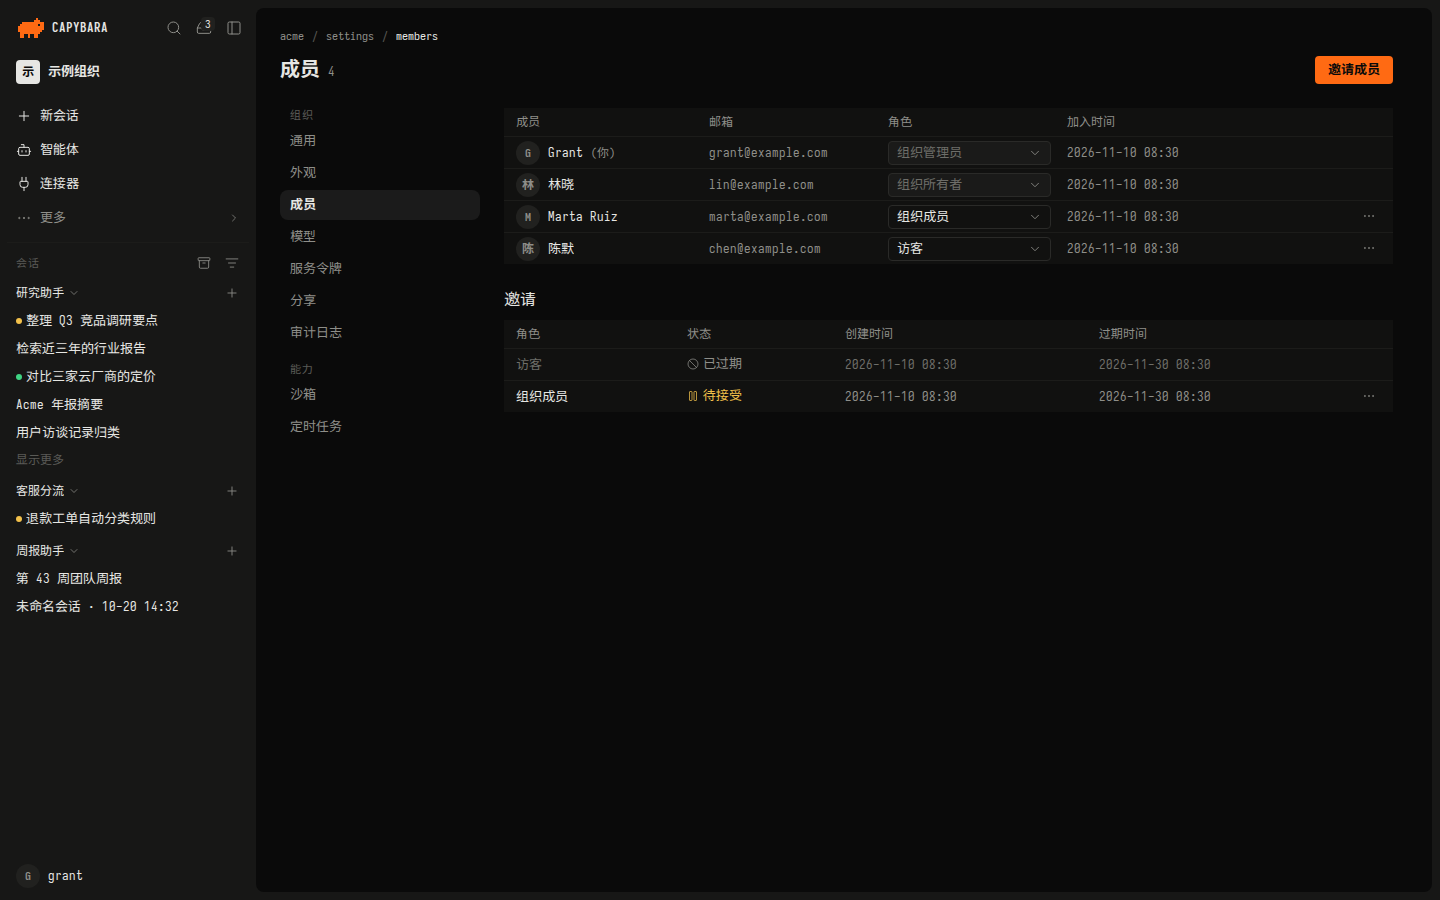 CAPYBARA
3
示 示例组织
新会话
智能体
连接器
更多
会话
研究助手
整理 Q3 竞品调研要点
检索近三年的行业报告
对比三家云厂商的定价
Acme 年报摘要
用户访谈记录归类
显示更多
客服分流
退款工单自动分类规则
周报助手
第 43 周团队周报
未命名会话 · 10-20 14:32
G grant
acme / settings / members
成员 4
邀请成员
组织
通用
外观
成员
模型
服务令牌
分享
审计日志
能力
沙箱
定时任务
成员 邮箱 角色 加入时间
G Grant (你) grant@example.com 组织管理员 2026-11-10 08:30
林 林晓 lin@example.com 组织所有者 2026-11-10 08:30
M Marta Ruiz marta@example.com 组织成员 2026-11-10 08:30
陈 陈默 chen@example.com 访客 2026-11-10 08:30
邀请
角色 状态 创建时间 过期时间
访客 已过期 2026-11-10 08:30 2026-11-30 08:30
组织成员 待接受 2026-11-10 08:30 2026-11-30 08:30